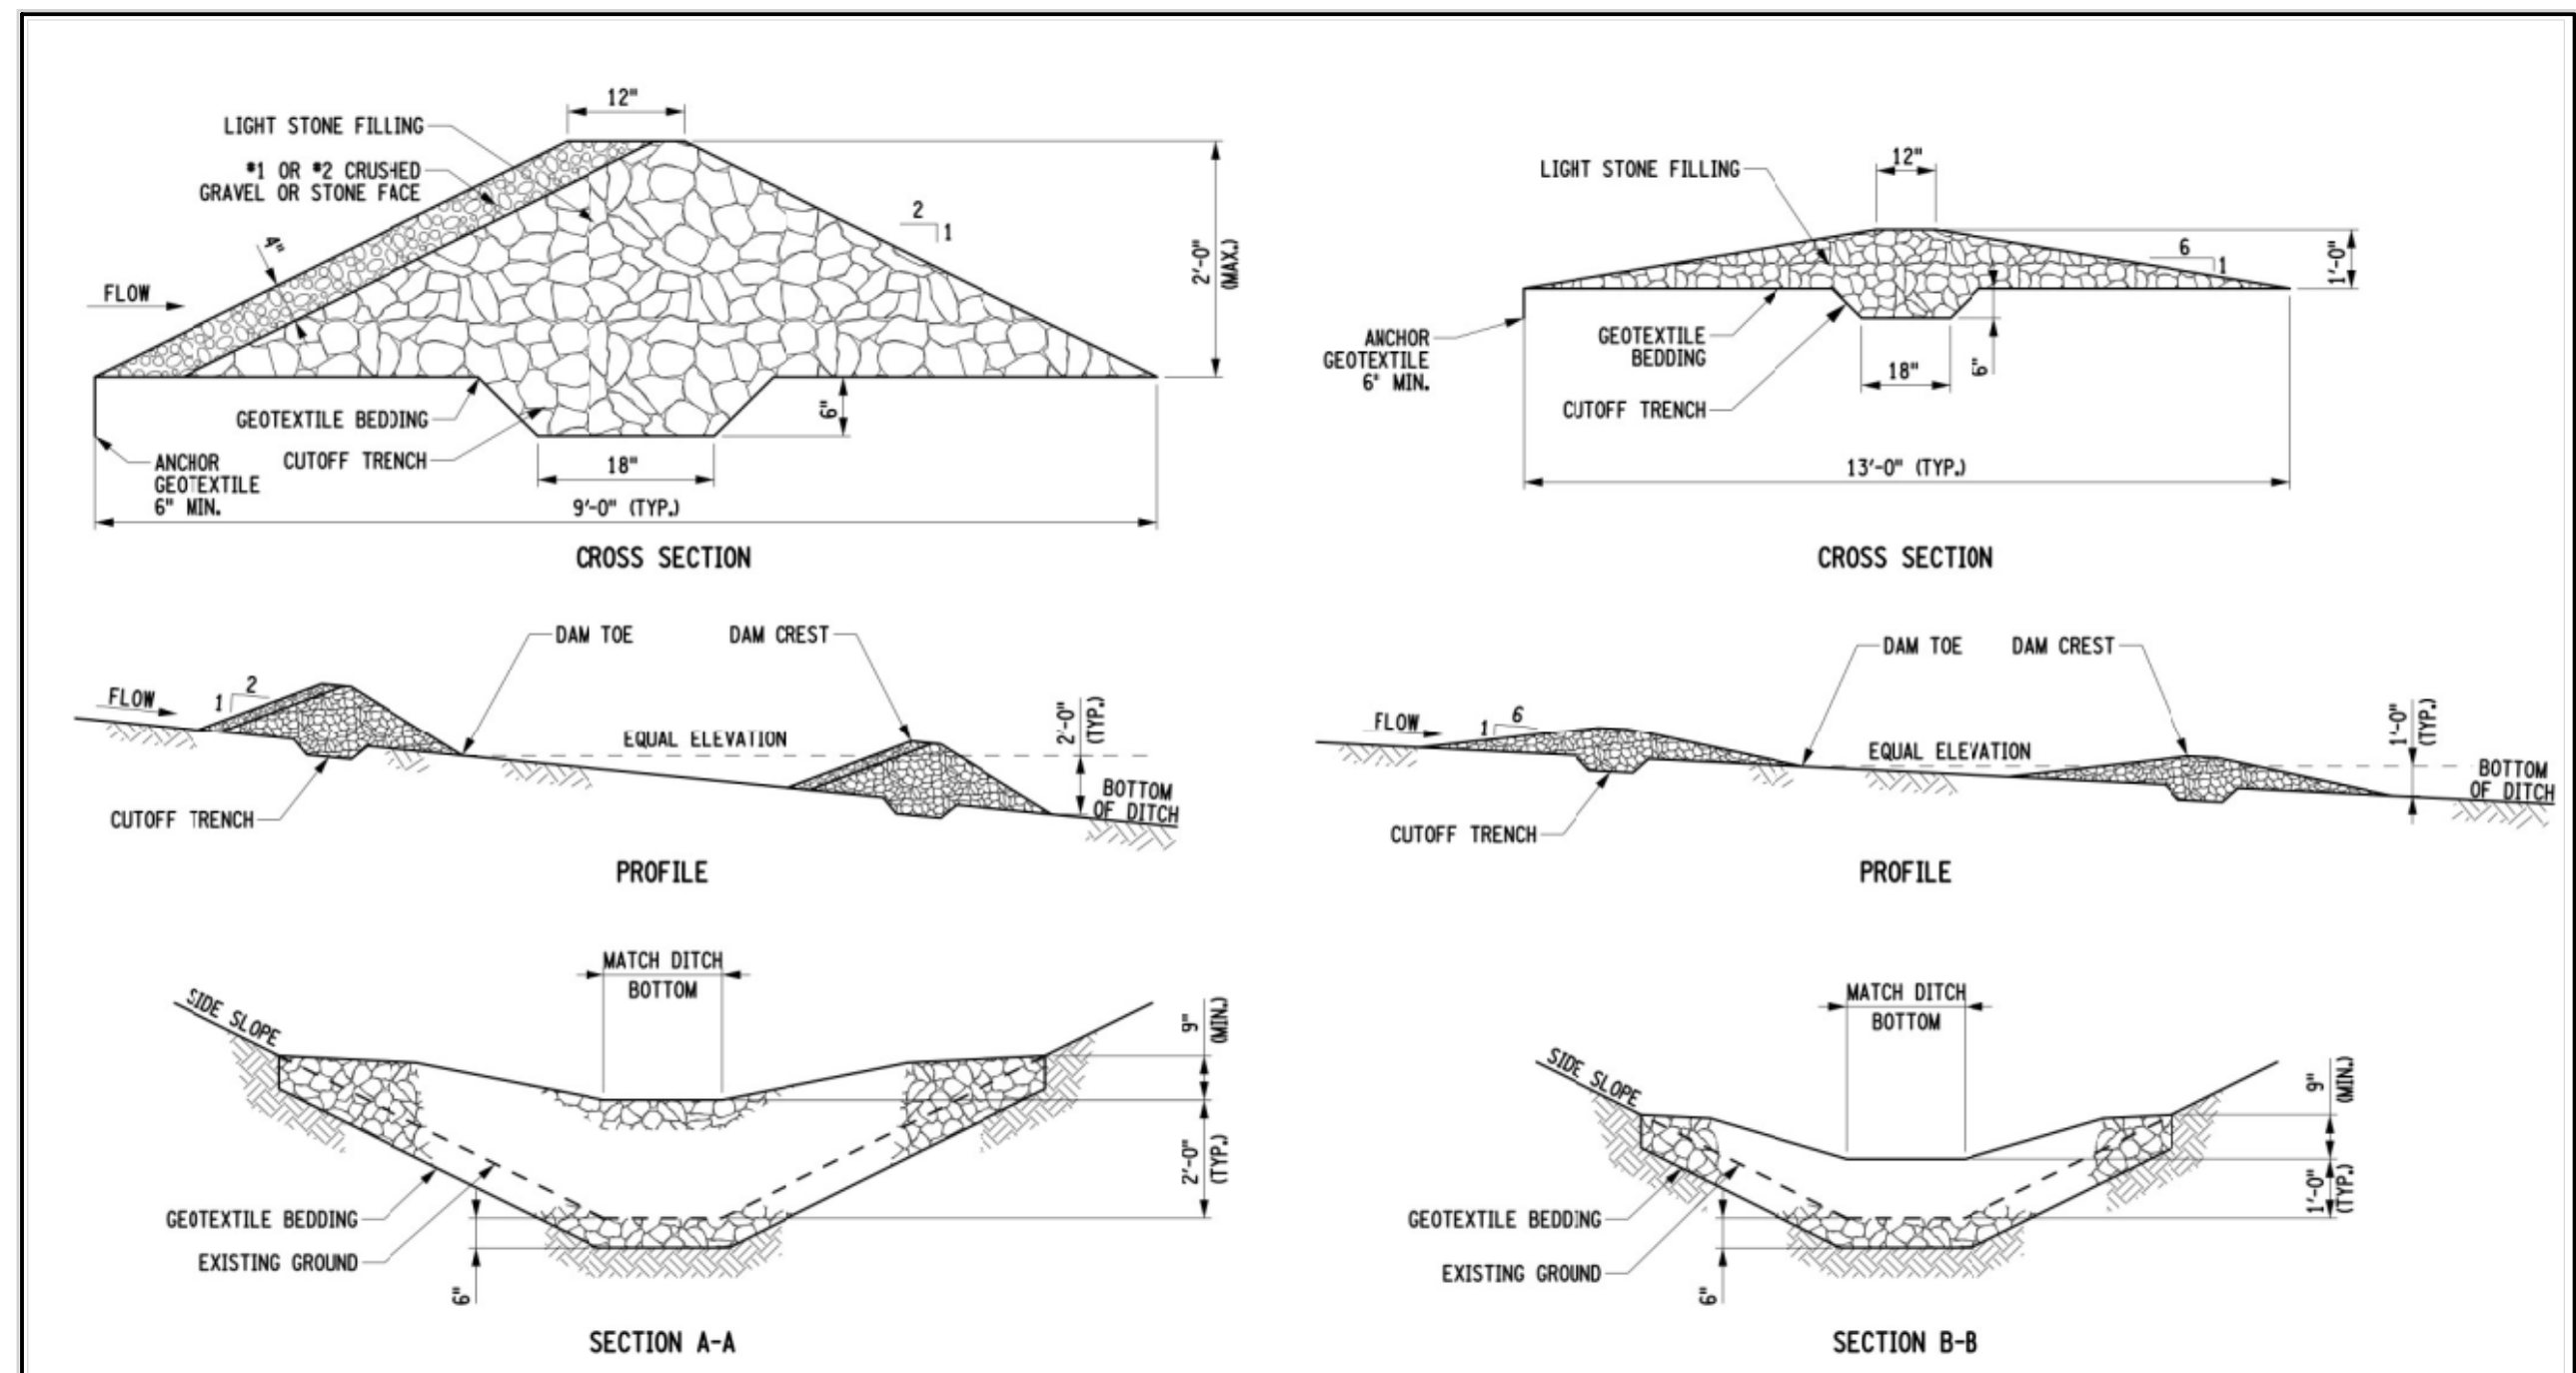 12"
LIGHT STONE FILLING
#1 OR #2 CRUSHED
GRAVEL OR STONE FACE
4"
2
1
2'-0"
(MAX.)
FLOW
GEOTEXTILE BEDDING
6"
ANCHOR
GEOTEXTILE
6" MIN.
CUTOFF TRENCH
18"
9'-0" (TYP.)
CROSS SECTION
12"
LIGHT STONE FILLING
6
1
1'-0"
ANCHOR
GEOTEXTILE
6" MIN.
GEOTEXTILE
BEDDING
18"
6"
CUTOFF TRENCH
13'-0" (TYP.)
CROSS SECTION
DAM TOE
DAM CREST
FLOW
1
2
EQUAL ELEVATION
2'-0"
(TYP.)
BOTTOM
OF DITCH
CUTOFF TRENCH
PROFILE
DAM TOE
DAM CREST
FLOW
1
6
EQUAL ELEVATION
1'-0"
(TYP.)
BOTTOM
OF DITCH
CUTOFF TRENCH
PROFILE
MATCH DITCH
BOTTOM
SIDE SLOPE
9"
(MIN.)
2'-0"
(TYP.)
GEOTEXTILE BEDDING
EXISTING GROUND
6"
SECTION A-A
MATCH DITCH
BOTTOM
SIDE SLOPE
9"
(MIN.)
1'-0"
(TYP.)
GEOTEXTILE BEDDING
EXISTING GROUND
6"
SECTION B-B